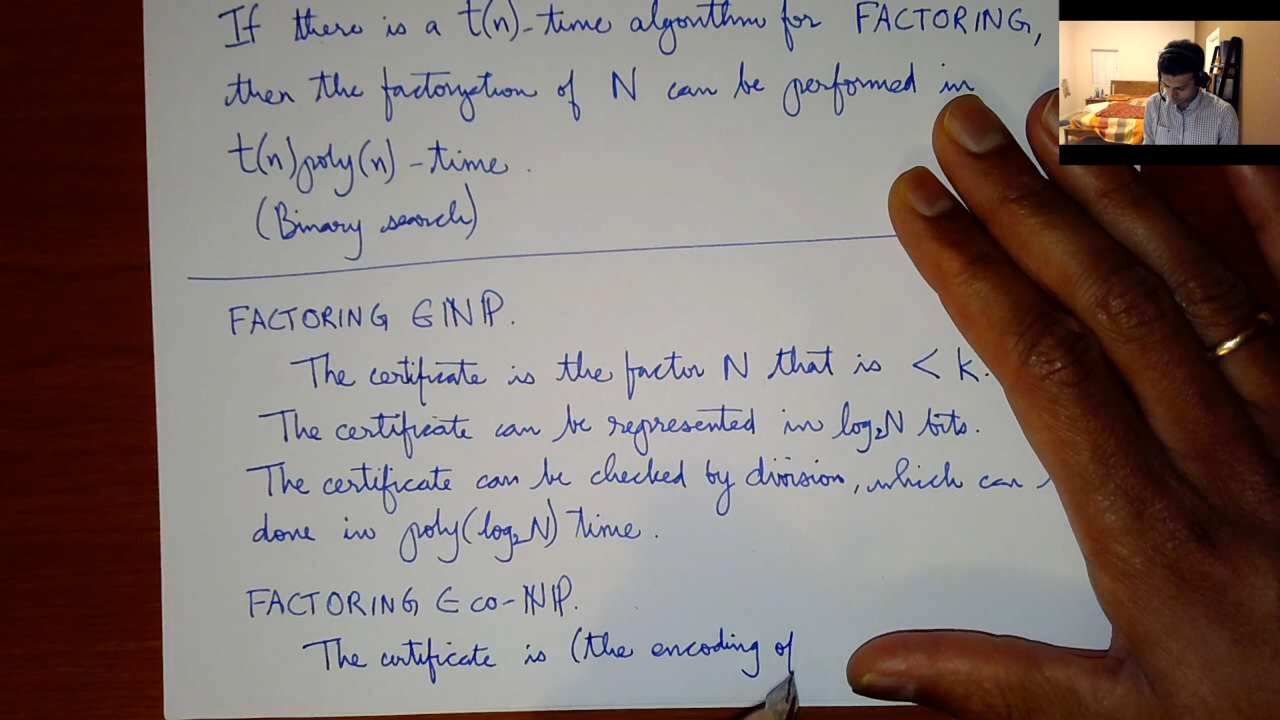 If there is a t(n)-time algorithm for FACTORING,
then the factorization of N can be performed in
t(n)poly(n)-time.
(Binary search)
FACTORING ∈ NP.
The certificate is the factor N that is < k.
The certificate can be represented in log₂N bits.
The certificate can be checked by division, which can
done in poly(log₂N) time.
FACTORING ∈ co-NP.
The certificate is (the encoding of